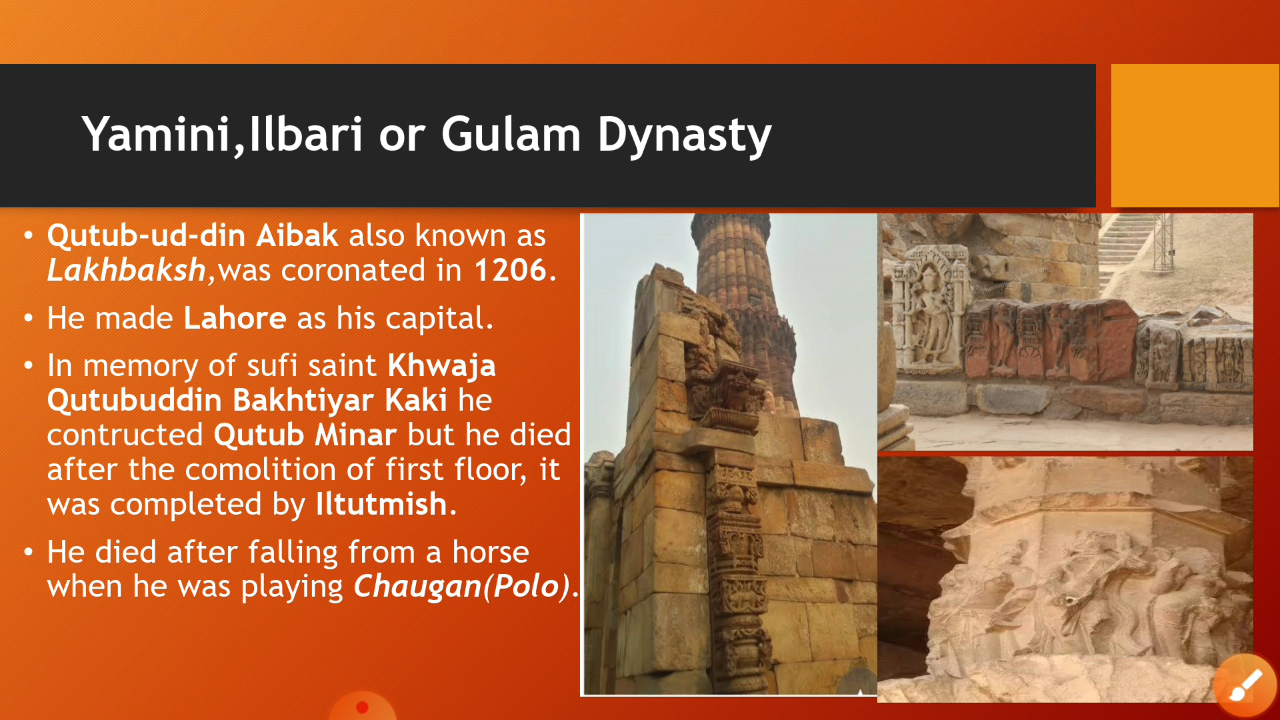 Yamini,Ilbari or Gulam Dynasty
• Qutub-ud-din Aibak also known as
Lakhbaksh,was coronated in 1206.
• He made Lahore as his capital.
• In memory of sufi saint Khwaja
Qutubuddin Bakhtiyar Kaki he
contructed Qutub Minar but he died
after the comolition of first floor, it
was completed by Iltutmish.
• He died after falling from a horse
when he was playing Chaugan(Polo).